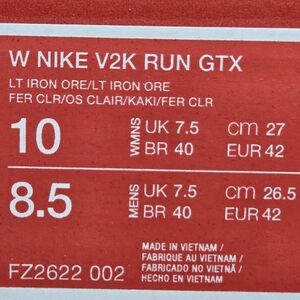 W NIKE V2K RUN GTX
LT IRON ORE/LT IRON ORE
FER CLR/OS CLAIR/KAKI/FER CLR
10 WMNS UK 7.5 cm 27
BR 40 EUR 42
8.5 MENS UK 7.5 cm 26.5
BR 40 EUR 42
MADE IN VIETNAM /
FABRIQUE AU VIETNAM /
FABRICADO NO VIETNÃ /
HECHO EN VIETNAM
FZ2622 002